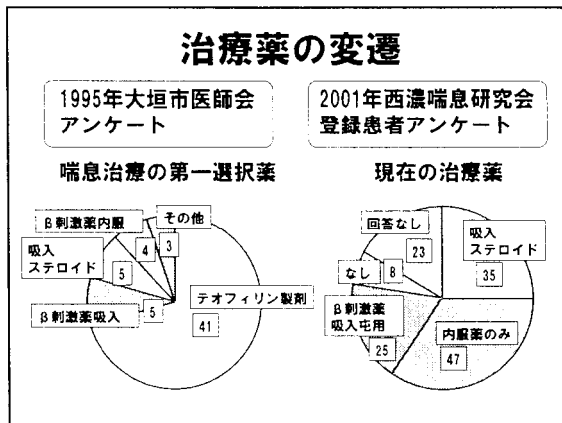 治療薬の変遷
1995年大垣市医師会
アンケート
2001年西濃喘息研究会
登録患者アンケート
喘息治療の第一選択薬
現在の治療薬
その他
3
β刺激薬内服
4
吸入
ステロイド
5
β刺激薬吸入
5
テオフィリン製剤
41
回答なし
23
吸入
ステロイド
35
なし
8
β刺激薬
吸入屯用
25
内服薬のみ
47